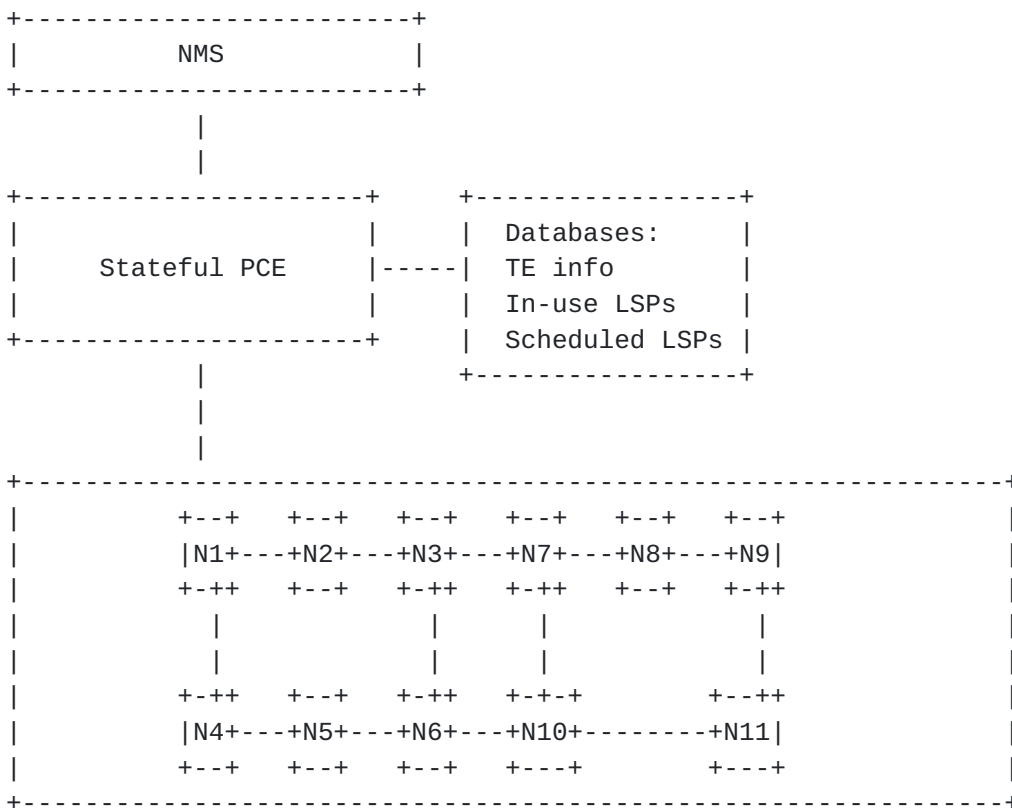 NMS
Databases:
Stateful PCE TE info
In-use LSPs
Scheduled LSPs
N1 N2 N3 N7 N8 N9
N4 N5 N6 N10 N11